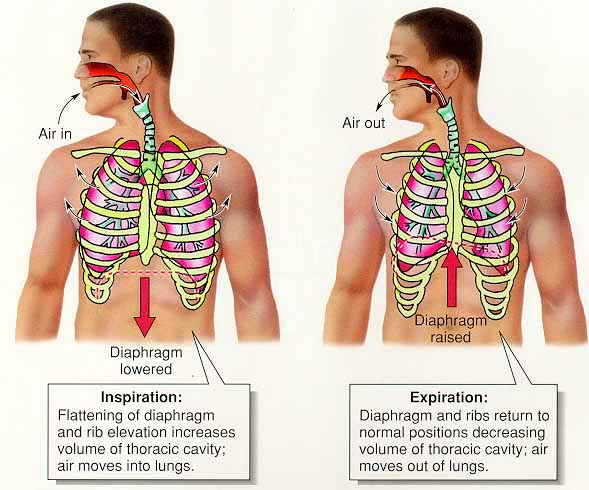 Air in
Diaphragm
lowered
Inspiration:
Flattening of diaphragm
and rib elevation increases
volume of thoracic cavity;
air moves into lungs.
Air out
Diaphragm
raised
Expiration:
Diaphragm and ribs return to
normal positions decreasing
volume of thoracic cavity; air
moves out of lungs.